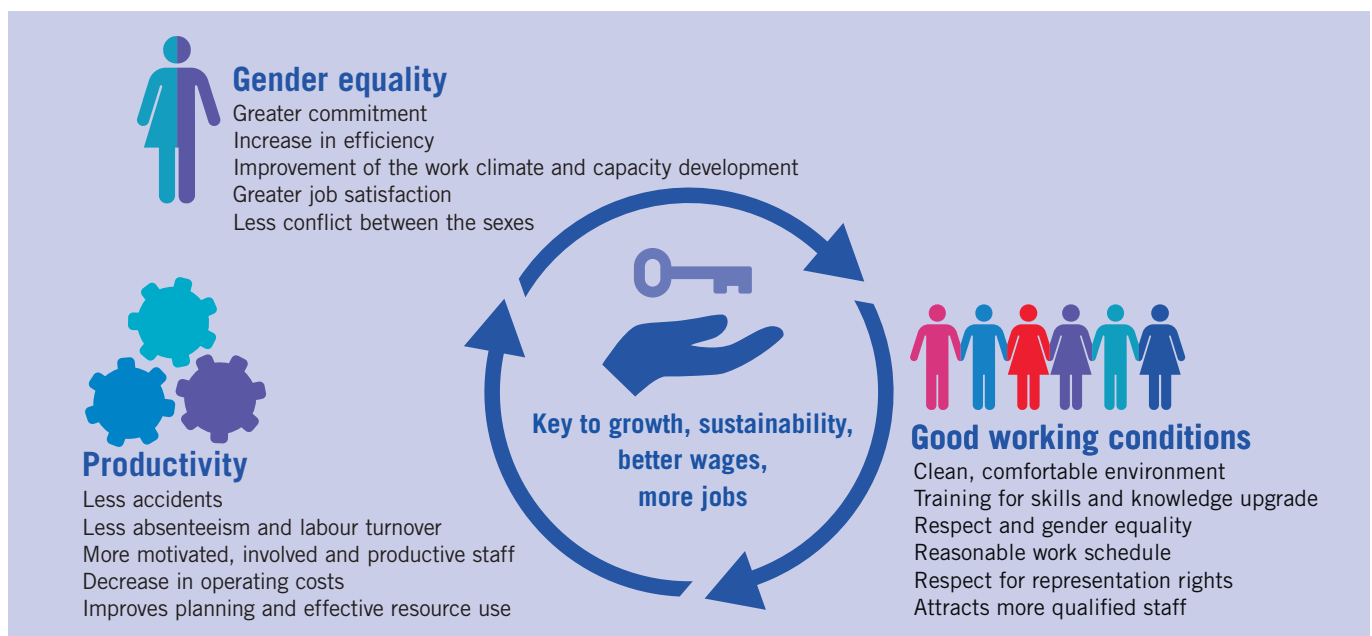 Gender equality
Greater commitment
Increase in efficiency
Improvement of the work climate and capacity development
Greater job satisfaction
Less conflict between the sexes
Key to growth, sustainability,
better wages,
more jobs
Productivity
Less accidents
Less absenteeism and labour turnover
More motivated, involved and productive staff
Decrease in operating costs
Improves planning and effective resource use
Good working conditions
Clean, comfortable environment
Training for skills and knowledge upgrade
Respect and gender equality
Reasonable work schedule
Respect for representation rights
Attracts more qualified staff